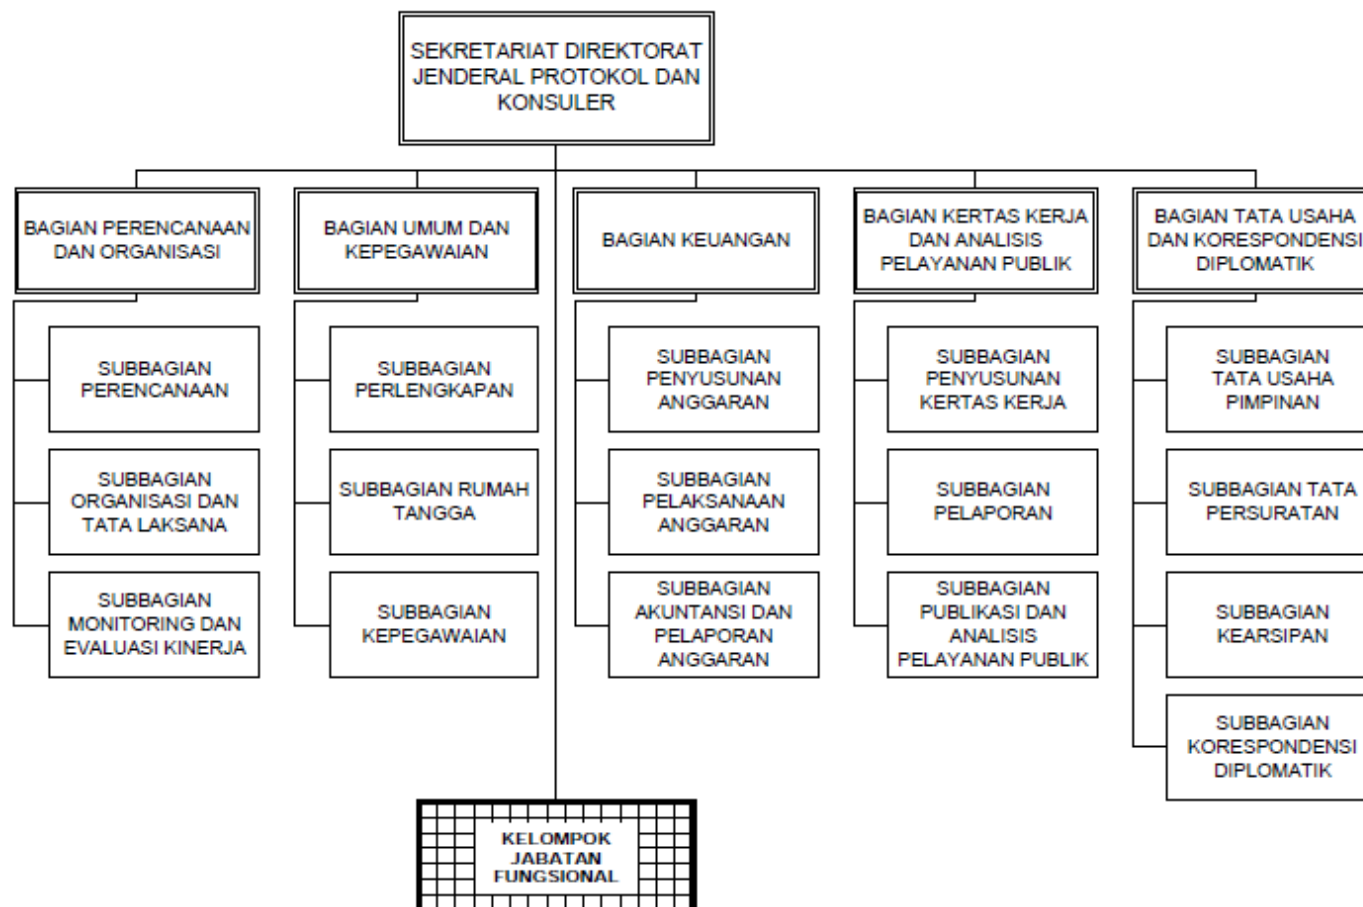 SEKRETARIAT DIREKTORAT
JENDERAL PROTOKOL DAN
KONSULER
BAGIAN PERENCANAAN
DAN ORGANISASI
BAGIAN UMUM DAN
KEPEGAWAIAN
BAGIAN KEUANGAN
BAGIAN KERTAS KERJA
DAN ANALISIS
PELAYANAN PUBLIK
BAGIAN TATA USAHA
DAN KORESPONDENSI
DIPLOMATIK
SUBBAGIAN
PERENCANAAN
SUBBAGIAN
PERLENGKAPAN
SUBBAGIAN
PENYUSUNAN
ANGGARAN
SUBBAGIAN
PENYUSUNAN
KERTAS KERJA
SUBBAGIAN
TATA USAHA
PIMPINAN
SUBBAGIAN
ORGANISASI DAN
TATA LAKSANA
SUBBAGIAN RUMAH
TANGGA
SUBBAGIAN
PELAKSANAAN
ANGGARAN
SUBBAGIAN
PELAPORAN
SUBBAGIAN TATA
PERSURATAN
SUBBAGIAN
MONITORING DAN
EVALUASI KINERJA
SUBBAGIAN
KEPEGAWAIAN
SUBBAGIAN
AKUNTANSI DAN
PELAPORAN
ANGGARAN
SUBBAGIAN
PUBLIKASI DAN
ANALISIS
PELAYANAN PUBLIK
SUBBAGIAN
KEARSIPAN
SUBBAGIAN
KORESPONDENSI
DIPLOMATIK
KELOMPOK
JABATAN
FUNGSIONAL